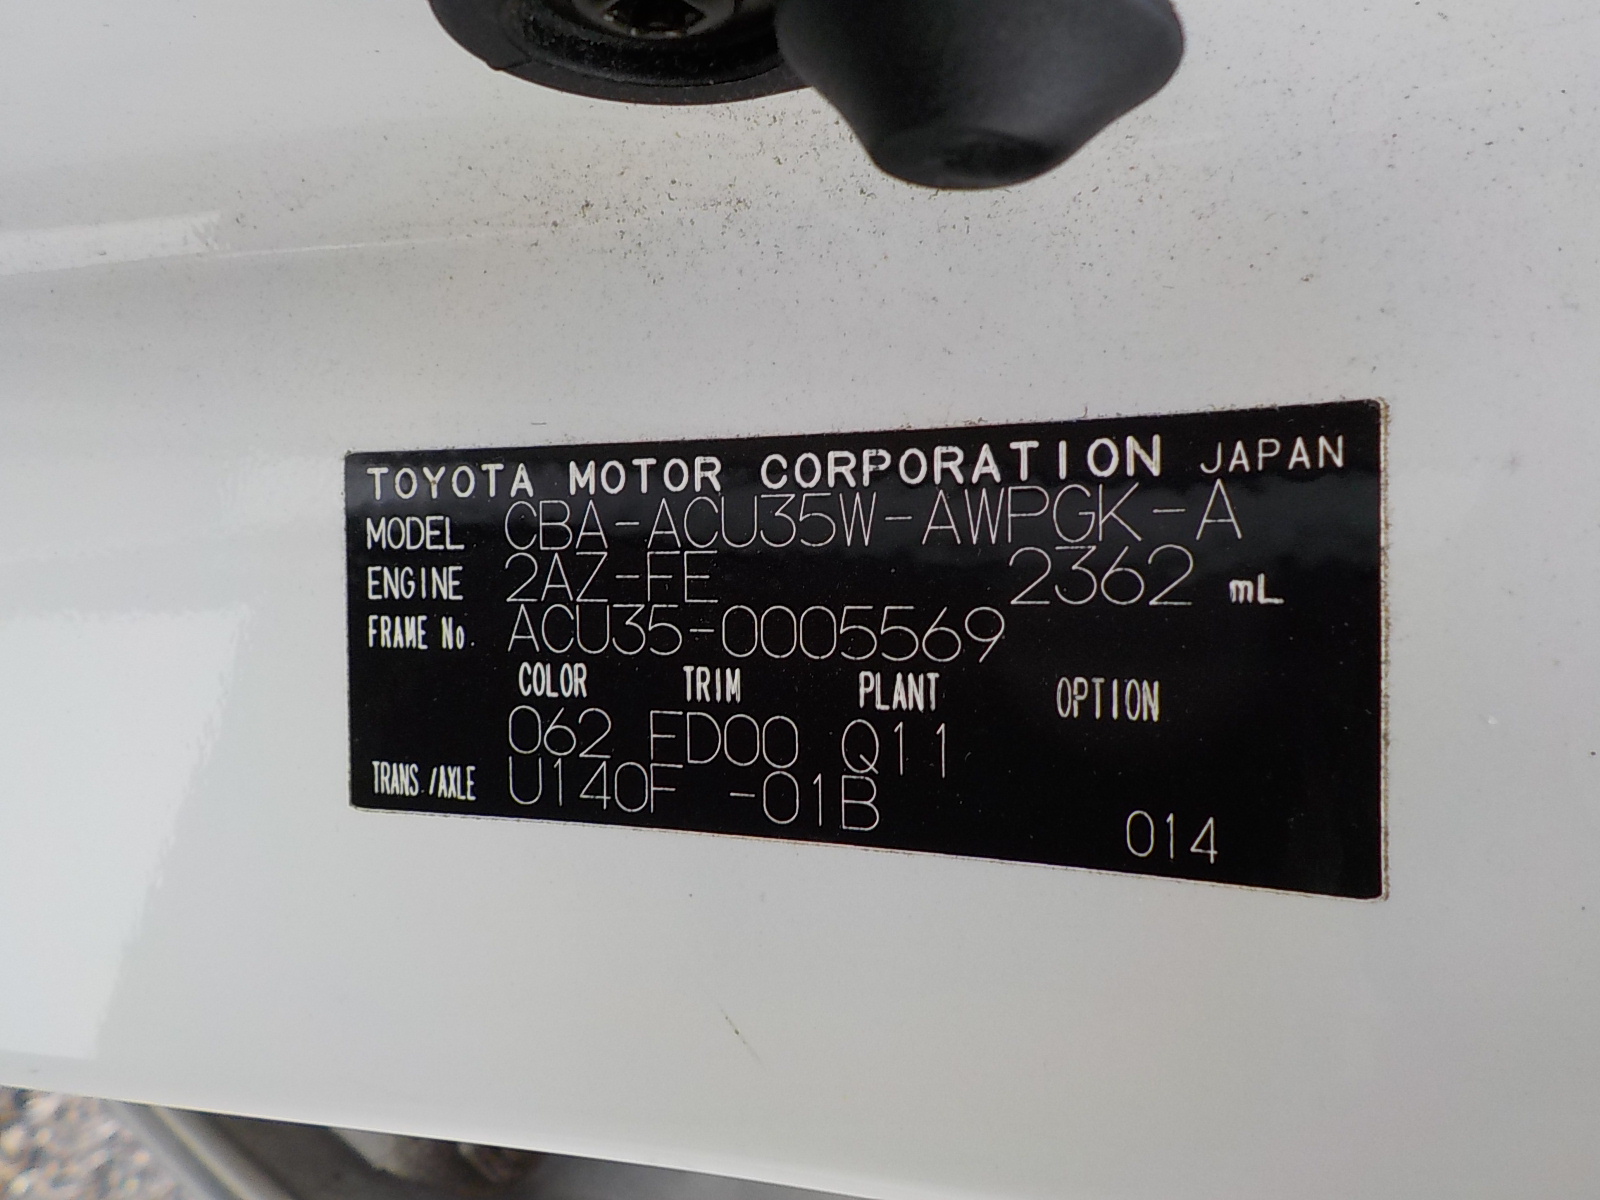 TOYOTA MOTOR CORPORATION JAPAN
MODEL CBA-ACU35W-AWPGK-A
ENGINE 2AZ-FE 2362 mL
FRAME No. ACU35-0005569
COLOR TRIM PLANT OPTION
062 FD00 Q11
TRANS./AXLE U140F -01B
014